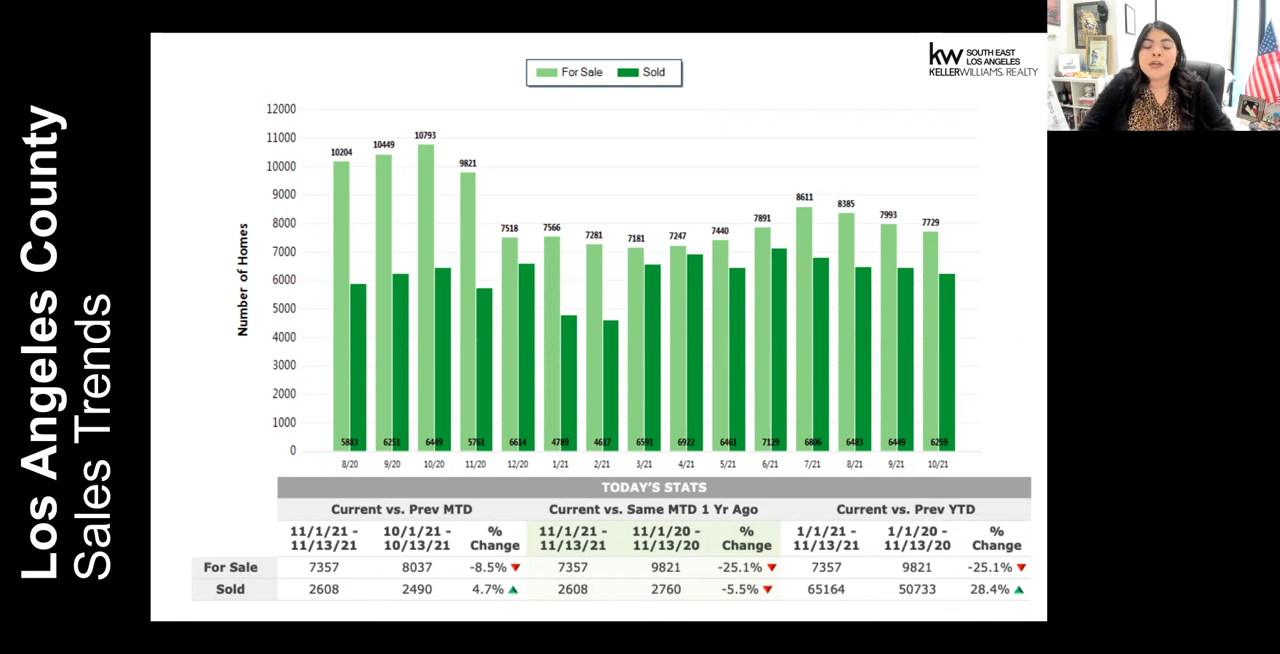 Los Angeles County
Sales Trends
kw SOUTH EAST
LOS ANGELES
KELLERWILLIAMS. REALTY
For Sale Sold
Number of Homes
12000
11000
10000
9000
8000
7000
6000
5000
4000
3000
2000
1000
0
10204 10449 10793 9821 7518 7566 7281 7181 7247 7440 7891 8611 8385 7993 7729
5883 6251 6449 5761 6614 4789 4617 6591 6922 6461 7129 6806 6483 6449 6259
8/20 9/20 10/20 11/20 12/20 1/21 2/21 3/21 4/21 5/21 6/21 7/21 8/21 9/21 10/21
TODAY'S STATS
Current vs. Prev MTD Current vs. Same MTD 1 Yr Ago Current vs. Prev YTD
11/1/21 - 10/1/21 - % 11/1/21 - 11/1/20 - % 1/1/21 - 1/1/20 - %
11/13/21 10/13/21 Change 11/13/21 11/13/20 Change 11/13/21 11/13/20 Change
For Sale 7357 8037 -8.5% 7357 9821 -25.1% 7357 9821 -25.1%
Sold 2608 2490 4.7% 2608 2760 -5.5% 65164 50733 28.4%